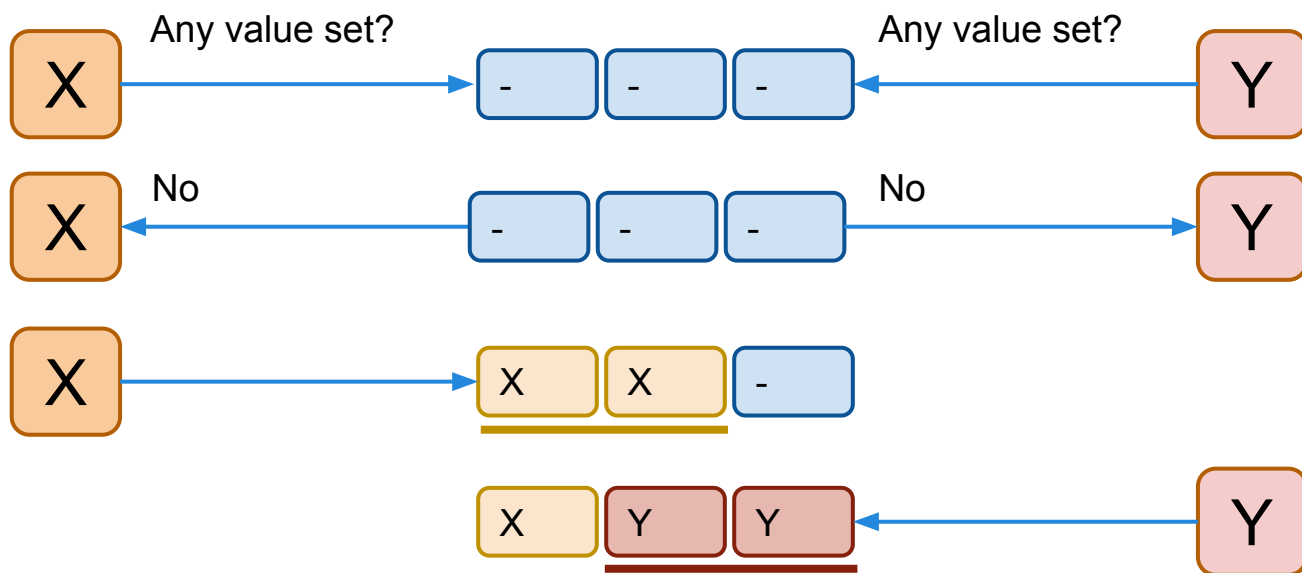 Any value set? Any value set?
X - - - Y
No No
X - - - Y
X X X -
X Y Y Y